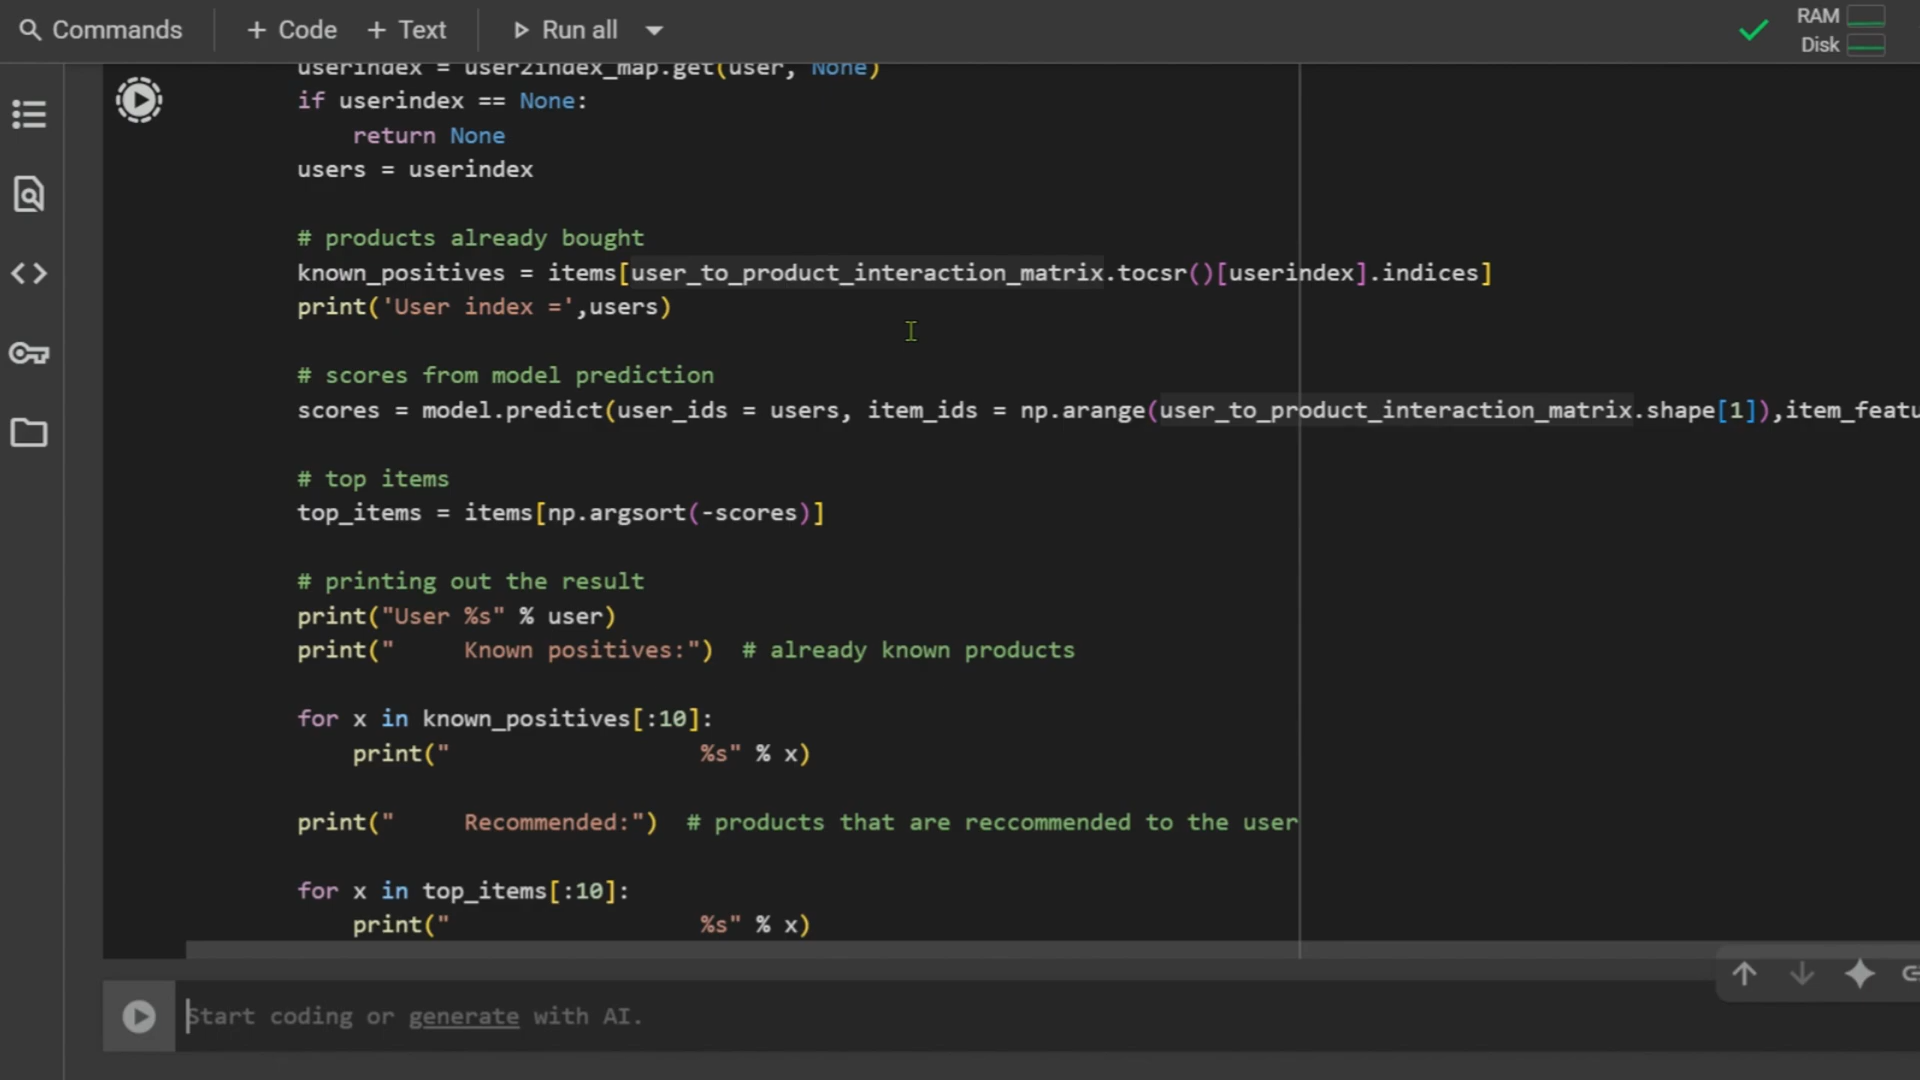 Commands + Code + Text Run all RAM
Disk
userindex = user2index_map.get(user, None)
if userindex == None:
return None
users = userindex
# products already bought
known_positives = items[user_to_product_interaction_matrix.tocsr()[userindex].indices]
print('User index =',users)
# scores from model prediction
scores = model.predict(user_ids = users, item_ids = np.arange(user_to_product_interaction_matrix.shape[1]),item_featu
# top items
top_items = items[np.argsort(-scores)]
# printing out the result
print("User %s" % user)
print("     Known positives:")  # already known products
for x in known_positives[:10]:
print("                  %s" % x)
print("     Recommended:")  # products that are reccommended to the user
for x in top_items[:10]:
print("                  %s" % x)
Start coding or generate with AI.